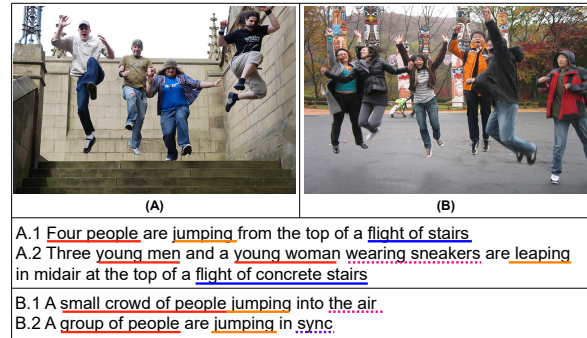 (A)
(B)
A.1 Four people are jumping from the top of a flight of stairs
A.2 Three young men and a young woman wearing sneakers are leaping
in midair at the top of a flight of concrete stairs
B.1 A small crowd of people jumping into the air
B.2 A group of people are jumping in sync